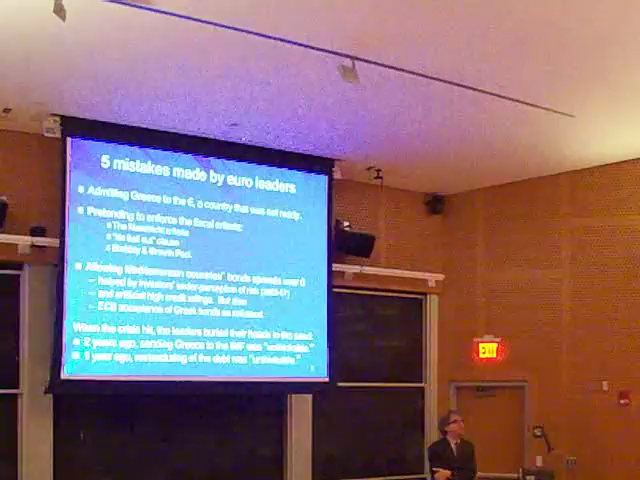 5 mistakes made by euro leaders
Admitting Greece to the €, a country that was not ready.
Pretending to enforce the fiscal criteria:
The Maastricht criteria
"No bail out" clause
Stability & Growth Pact.
Allowing Mediterranean countries' bonds spreads
helped by investors' under-perception of risk
and artificial high credit ratings. But also
ECB acceptance of Greek bonds as collateral.
When the crisis hit, the leaders buried their heads in the sand:
2 years ago, sending Greece to the IMF was "unthinkable."
1 year ago, restructuring of the debt was "unthinkable."
EXIT